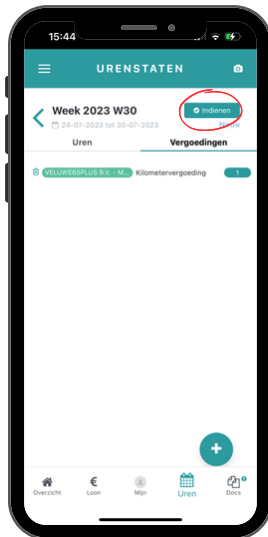 15:44
URENSTATEN
Week 2023 W30
Indienen
24-07-2023 tot 30-07-2023
Nieuw
Uren Vergoedingen
VELUWE65PLUS B.V. - M... Kilometervergoeding 1
+
Overzicht Loon Mijn Uren Docs